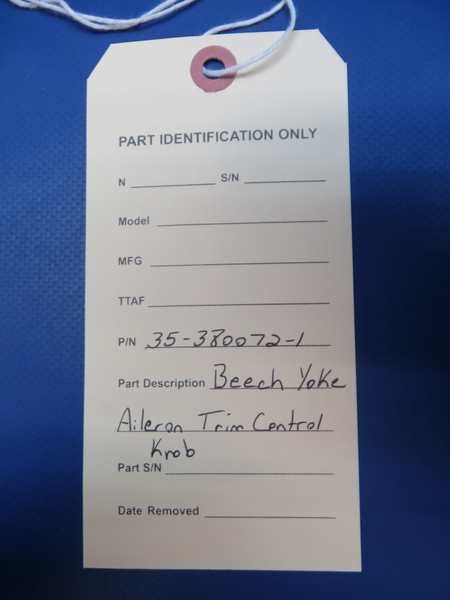 PART IDENTIFICATION ONLY
N S/N
Model
MFG
TTAF
P/N 35-380072-1
Part Description Beech Yoke
Aileron Trim Control
Knob
Part S/N
Date Removed